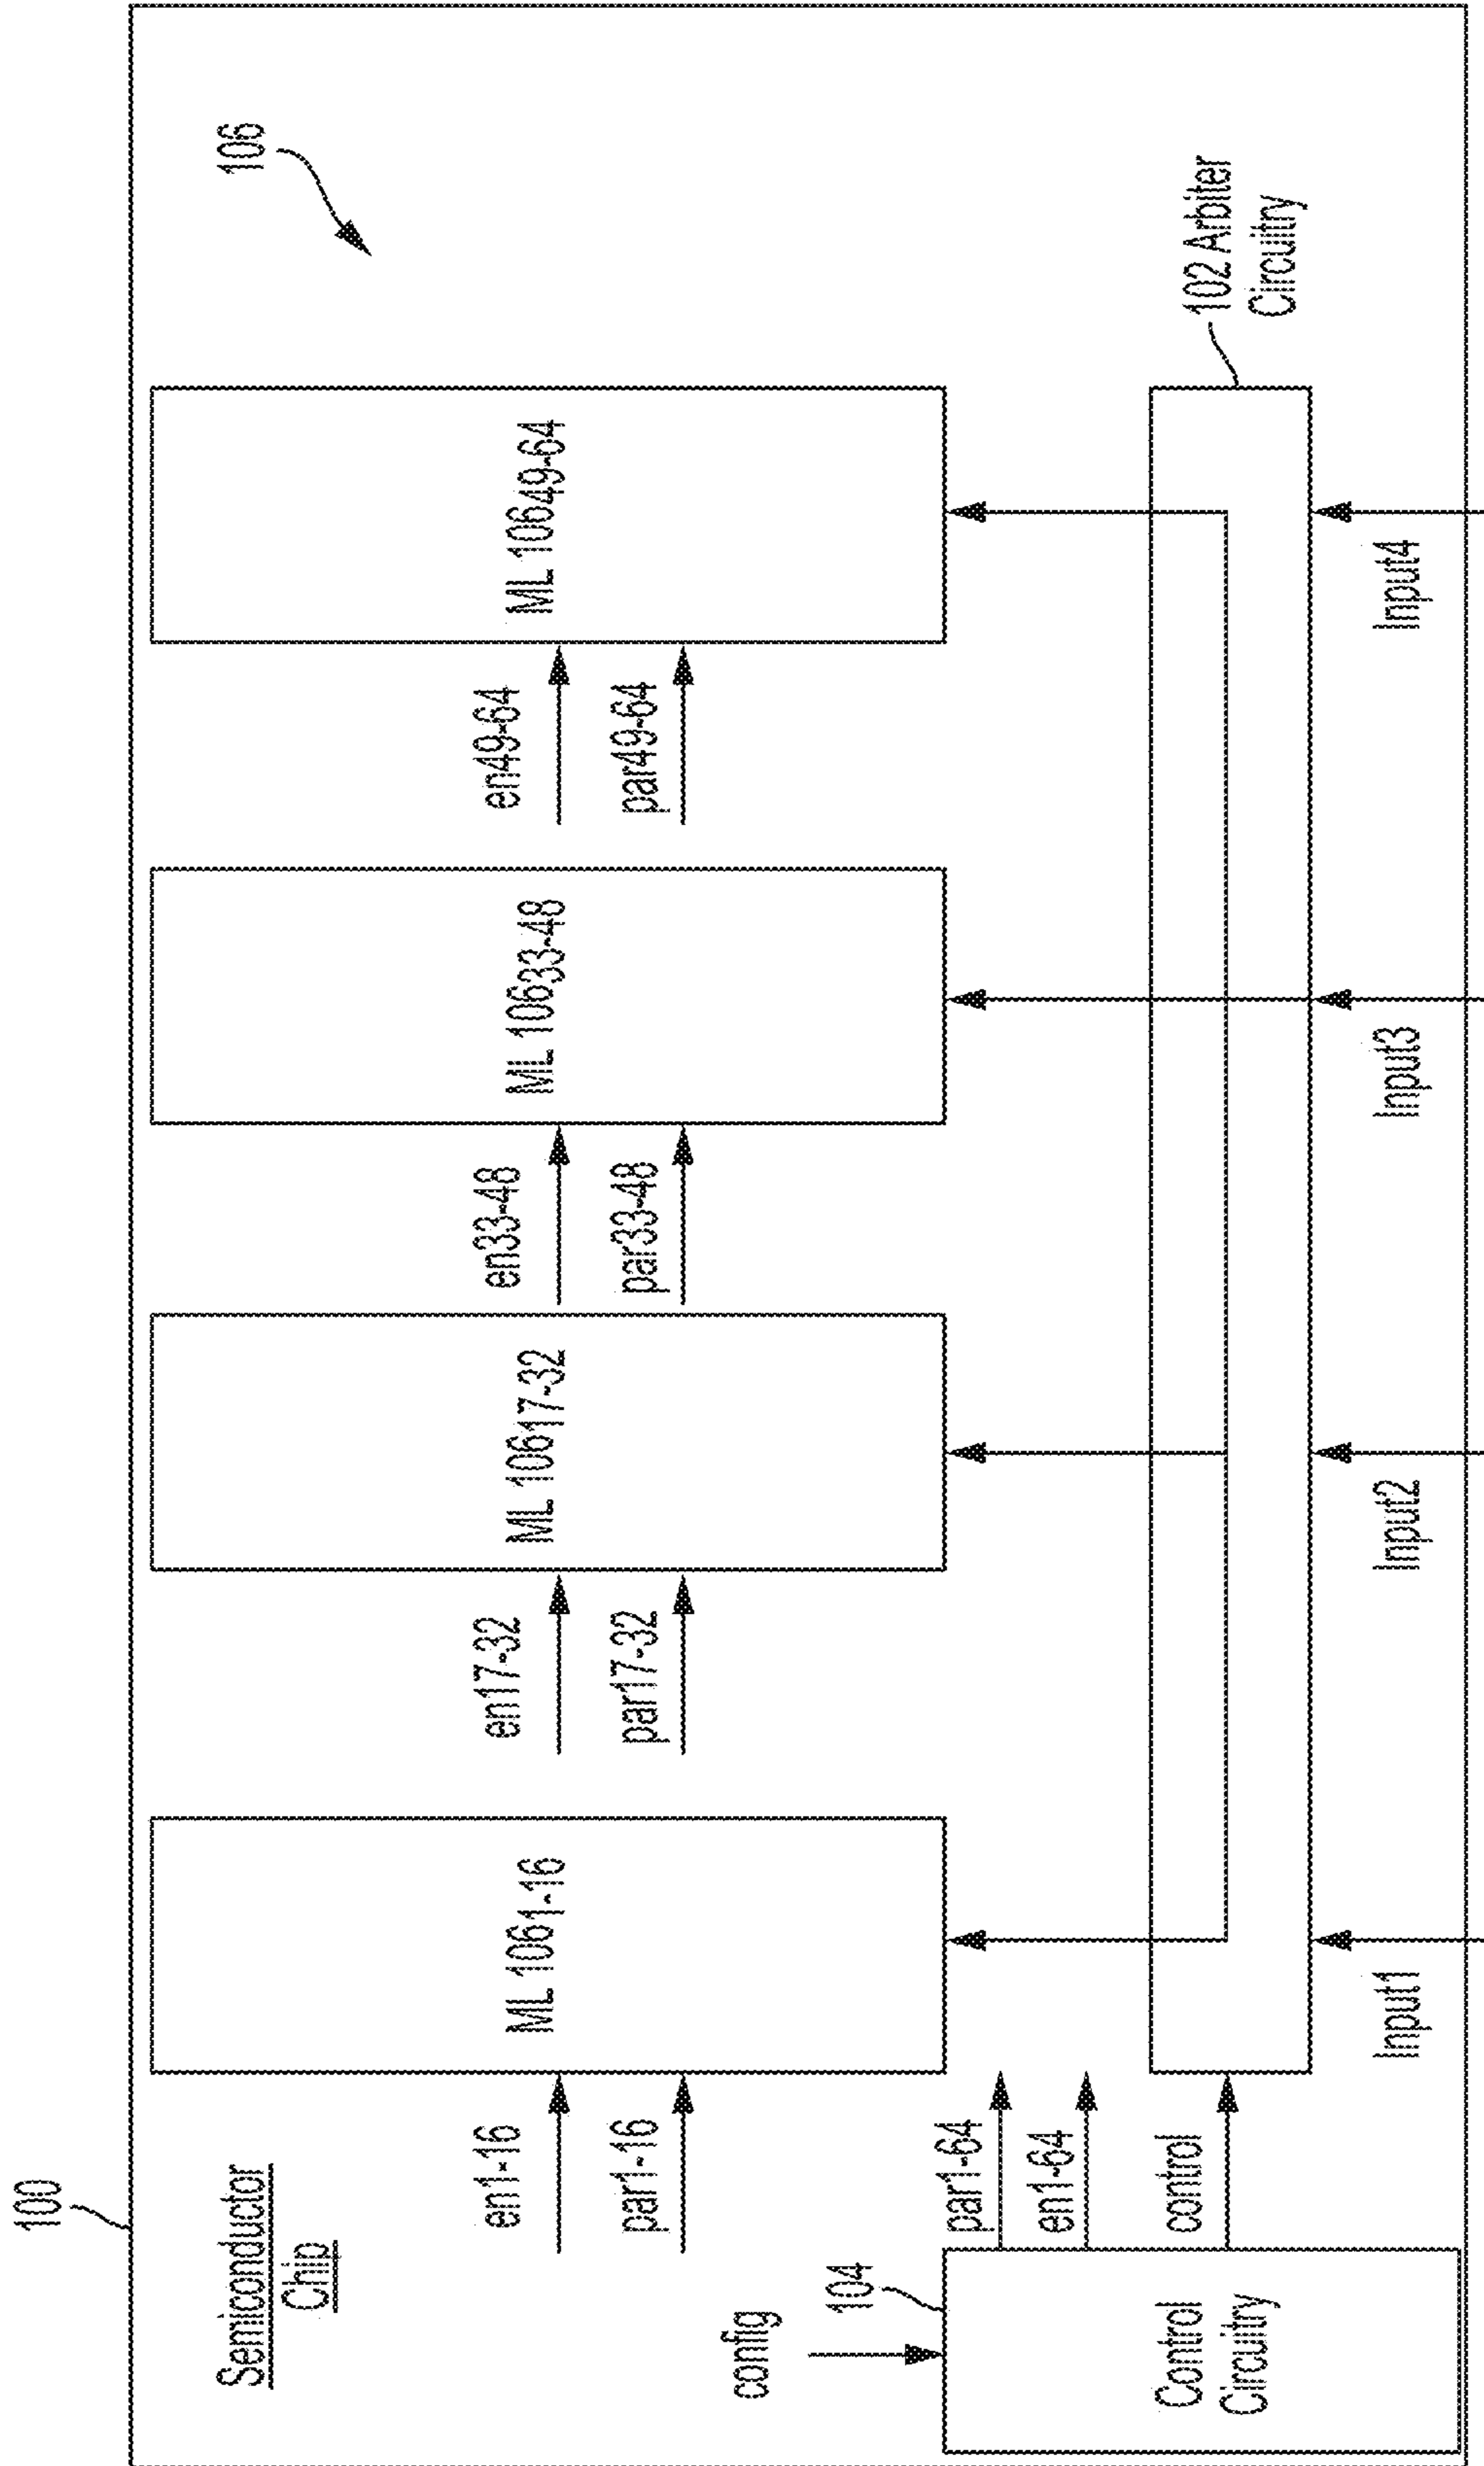 100
Semiconductor
Chip
106
en1-16
par1-16
ML 1061-16
en17-32
par17-32
ML 10617-32
en33-48
par33-48
ML 10633-48
en49-64
par49-64
ML 10649-64
config
104
Control
Circuitry
par1-64
en1-64
control
102 Arbiter
Circuitry
Input1
Input2
Input3
Input4